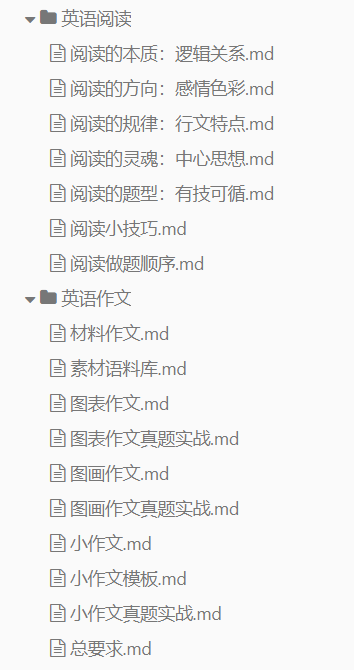 英语阅读
阅读的本质：逻辑关系.md
阅读的方向：感情色彩.md
阅读的规律：行文特点.md
阅读的灵魂：中心思想.md
阅读的题型：有技可循.md
阅读小技巧.md
阅读做题顺序.md
英语作文
材料作文.md
素材语料库.md
图表作文.md
图表作文真题实战.md
图画作文.md
图画作文真题实战.md
小作文.md
小作文模板.md
小作文真题实战.md
总要求.md